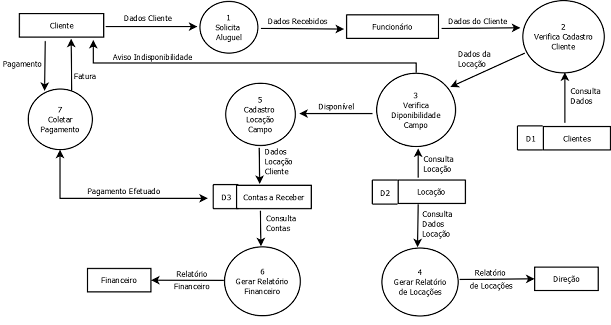 Cliente
Dados Cliente
1
Solicita
Aluguel
Dados Recebidos
Funcionário
Dados do Cliente
2
Verifica Cadastro
Cliente
Pagamento
Fatura
Aviso Indisponibilidade
Dados da
Locação
Consulta
Dados
7
Coletar
Pagamento
5
Cadastro
Locação
Campo
Disponível
3
Verifica
Diponibilidade
Campo
D1
Clientes
Dados
Locação
Cliente
Consulta
Locação
Pagamento Efetuado
D3
Contas a Receber
D2
Locação
Consulta
Contas
Consulta
Dados
Locação
Financeiro
Relatório
Financeiro
6
Gerar Relatório
Financeiro
4
Gerar Relatório
de Locações
Relatório
de Locações
Direção